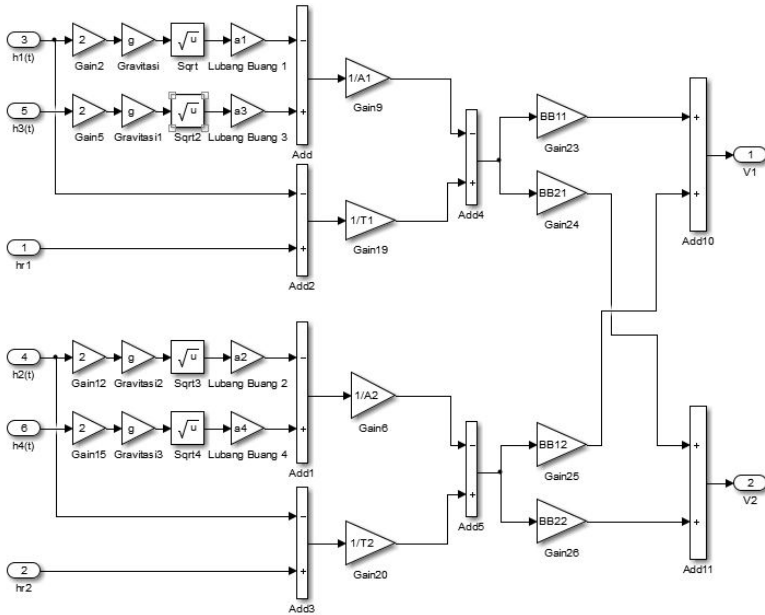 3
h1(t)
2
Gain2
g
Gravitasi
√u
Sqrt
a1
Lubang Buang 1
−
+
Add
5
h3(t)
2
Gain5
g
Gravitasi1
√u
Sqrt2
a3
Lubang Buang 3
1/A1
Gain9
−
+
Add4
1
hr1
−
+
Add2
1/T1
Gain19
BB11
Gain23
BB21
Gain24
+
+
Add10
1
V1
4
h2(t)
2
Gain12
g
Gravitasi2
√u
Sqrt3
a2
Lubang Buang 2
−
+
Add1
6
h4(t)
2
Gain15
g
Gravitasi3
√u
Sqrt4
a4
Lubang Buang 4
1/A2
Gain6
−
+
Add5
2
hr2
−
+
Add3
1/T2
Gain20
BB12
Gain25
BB22
Gain26
+
+
Add11
2
V2